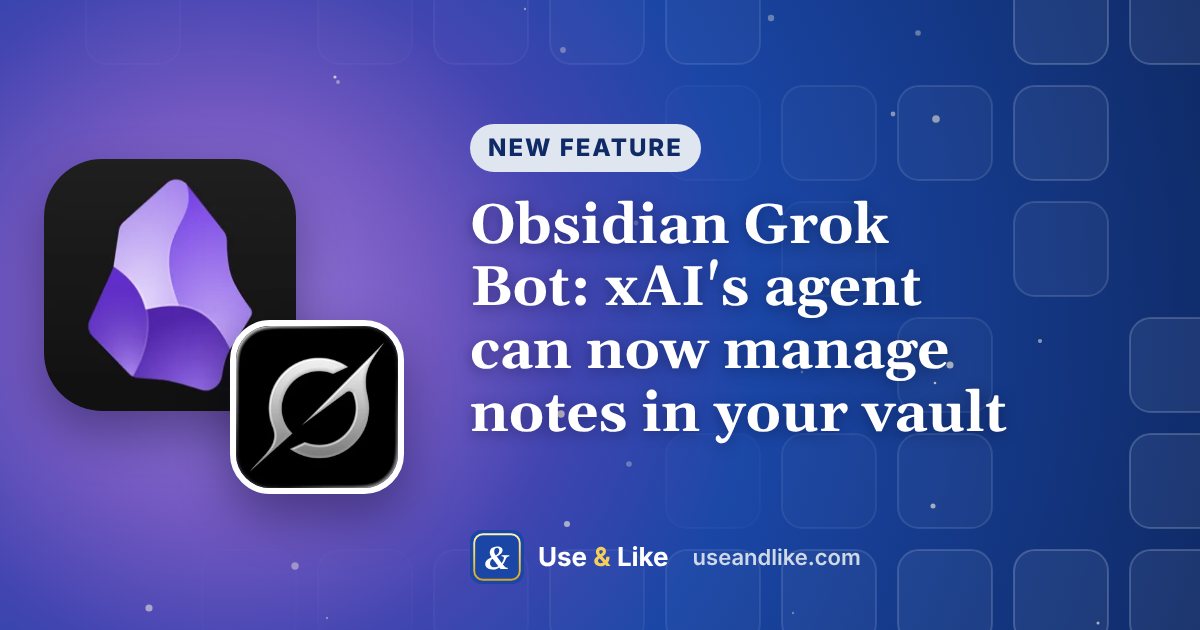 NEW FEATURE
Obsidian Grok
Bot: xAI's agent
can now manage
notes in your vault
& Use & Like useandlike.com